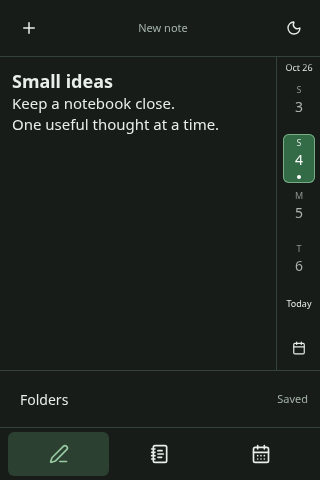 New note
Small ideas
Keep a notebook close.
One useful thought at a time.
Oct 26
S
3
S
4
M
5
T
6
Today
Folders
Saved